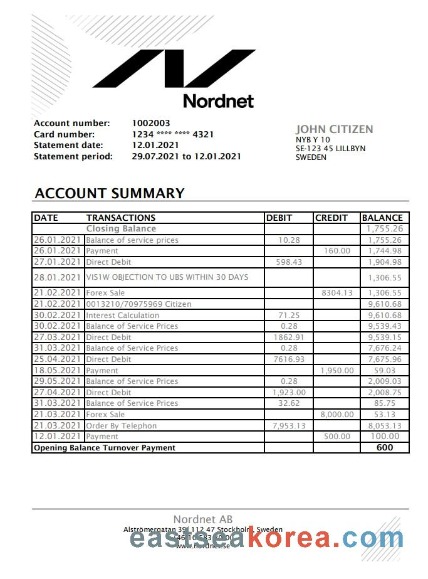 Nordnet
Account number: 1002003
Card number: 1234 **** **** 4321
Statement date: 12.01.2021
Statement period: 29.07.2021 to 12.01.2021
JOHN CITIZEN
NYB Y 10
SE-123 45 LILLBYN
SWEDEN
ACCOUNT SUMMARY
DATE TRANSACTIONS DEBIT CREDIT BALANCE
Closing Balance 1,755.26
26.01.2021 Balance of service prices 10.28 1,755.26
26.01.2021 Payment 160.00 1,744.98
27.01.2021 Direct Debit 598.43 1,904.98
28.01.2021 VIS1W OBJECTION TO UBS WITHIN 30 DAYS 1,306.55
21.02.2021 Forex Sale 8304.13 1,306.55
21.02.2021 0013210/70975969 Citizen 9,610.68
30.02.2021 Interest Calculation 71.25 9,610.68
30.02.2021 Balance of Service Prices 0.28 9,539.43
27.03.2021 Direct Debit 1862.91 9,539.15
31.03.2021 Balance of Service Prices 0.28 7,676.24
25.04.2021 Direct Debit 7616.93 7,675.96
18.05.2021 Payment 1,950.00 59.03
29.05.2021 Balance of Service Prices 0.28 2,009.03
27.04.2021 Direct Debit 1,923.00 2,008.75
31.03.2021 Balance of Service Prices 32.62 85.75
21.03.2021 Forex Sale 8,000.00 53.13
21.03.2021 Order By Telephon 7,953.13 8,053.13
12.01.2021 Payment 500.00 100.00
Opening Balance Turnover Payment 600
Nordnet AB
Alströmergatan 39, 112 47 Stockholm, Sweden
eastseakorea.com
www.nordnet.se